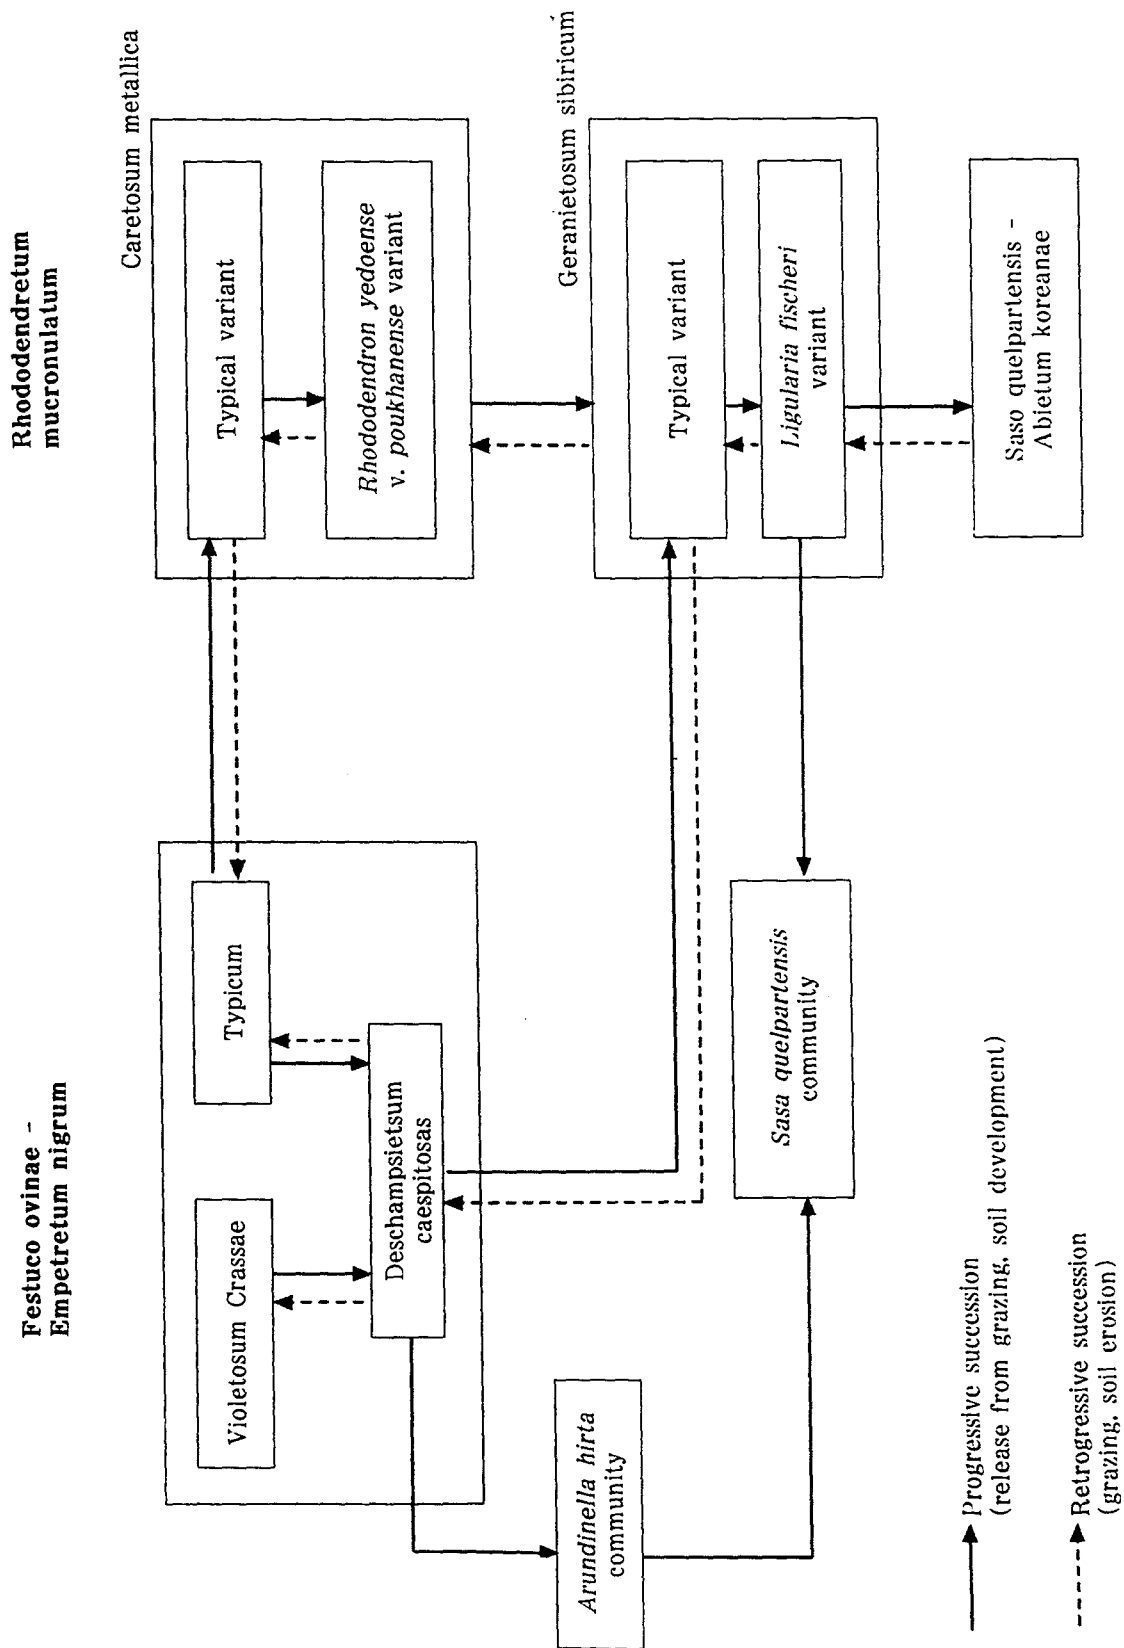 Festuco ovinae –
Empetretum nigrum
Rhododendretum
mucronulatum
Caretosum metallica
Violetosum Crassae
Typicum
Typical variant
Deschampsietsum
caespitosas
Rhododendron yedoense
v. poukhanense variant
Geranietosum sibiricum
Arundinella hirta
community
Typical variant
Sasa quelpartensis
community
Ligularia fischeri
variant
Saso quelpartensis –
Abietum koreanae
Progressive succession
(release from grazing, soil development)
Retrogressive succession
(grazing, soil erosion)